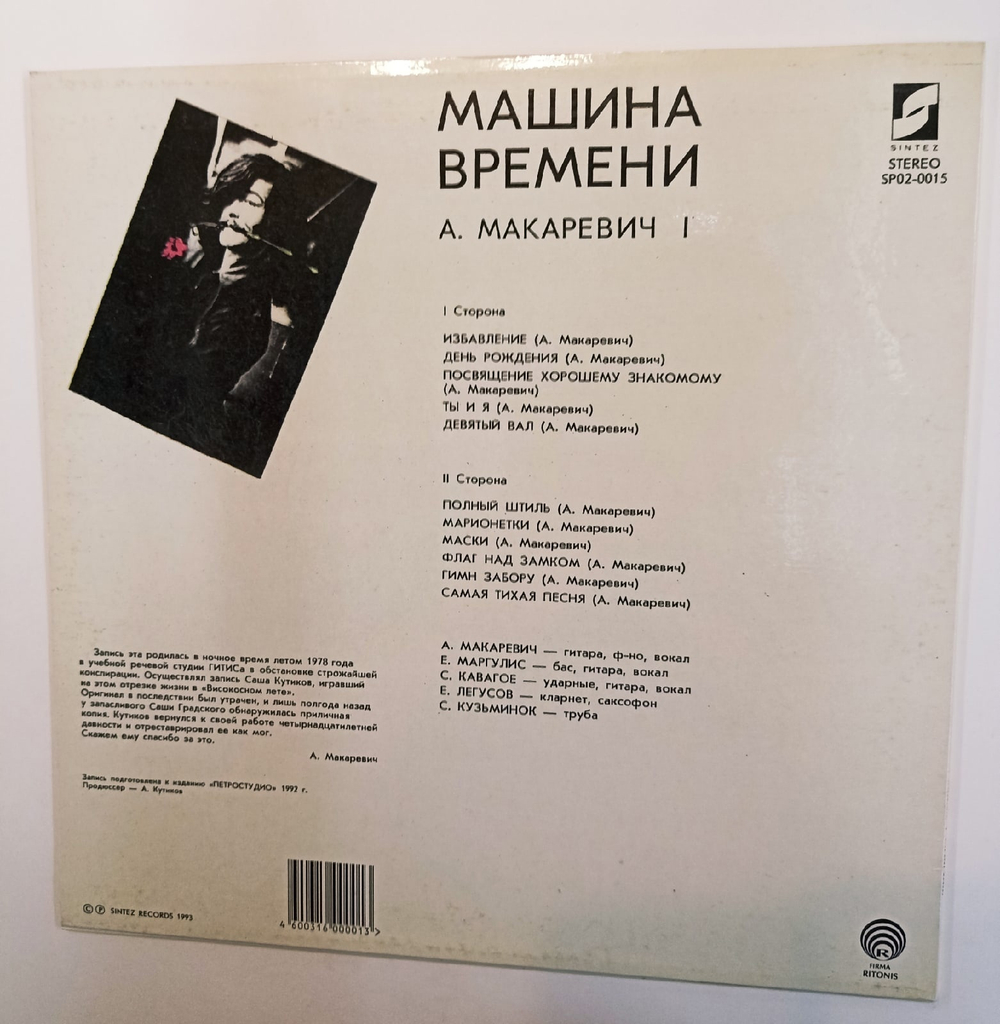 МАШИНА
ВРЕМЕНИ
А. МАКАРЕВИЧ I
SINTEZ
STEREO
SP02-0015
I Сторона
ИЗБАВЛЕНИЕ (А. Макаревич)
ДЕНЬ РОЖДЕНИЯ (А. Макаревич)
ПОСВЯЩЕНИЕ ХОРОШЕМУ ЗНАКОМОМУ
(А. Макаревич)
ТЫ И Я (А. Макаревич)
ДЕВЯТЫЙ ВАЛ (А. Макаревич)
II Сторона
ПОЛНЫЙ ШТИЛЬ (А. Макаревич)
МАРИОНЕТКИ (А. Макаревич)
МАСКИ (А. Макаревич)
ФЛАГ НАД ЗАМКОМ (А. Макаревич)
ГИМН ЗАБОРУ (А. Макаревич)
САМАЯ ТИХАЯ ПЕСНЯ (А. Макаревич)
А. МАКАРЕВИЧ — гитара, ф-но, вокал
Е. МАРГУЛИС — бас, гитара, вокал
С. КАВАГОЕ — ударные, гитара, вокал
Е. ЛЕГУСОВ — кларнет, саксофон
С. КУЗЬМИНОК — труба
Запись эта родилась в ночное время летом 1978 года
в учебной речевой студии ГИТИСа в обстановке строжайшей
конспирации. Осуществлял запись Саша Кутиков, игравший
на этом отрезке жизни в «Високосном лете».
Оригинал в последствии был утрачен, и лишь полгода назад
у запасливого Саши Градского обнаружилась приличная
копия. Кутиков вернулся к своей работе четырнадцатилетней
давности и отреставрировал ее как мог.
Скажем ему спасибо за это.
А. Макаревич
Запись подготовлена к изданию «ПЕТРОСТУДИО» 1992 г.
Продюссер — А. Кутиков
© ℗ SINTEZ RECORDS 1993
4 600316 000013 >
R
FIRMA
RITONIS